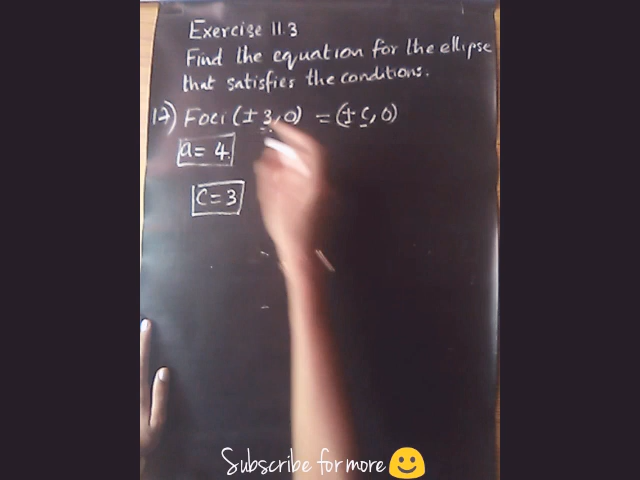 Exercise 11.3
Find the equation for the ellipse
that satisfies the conditions.
17) Foci (± 3, 0) = (± c, 0)
a = 4
c = 3
Subscribe for more